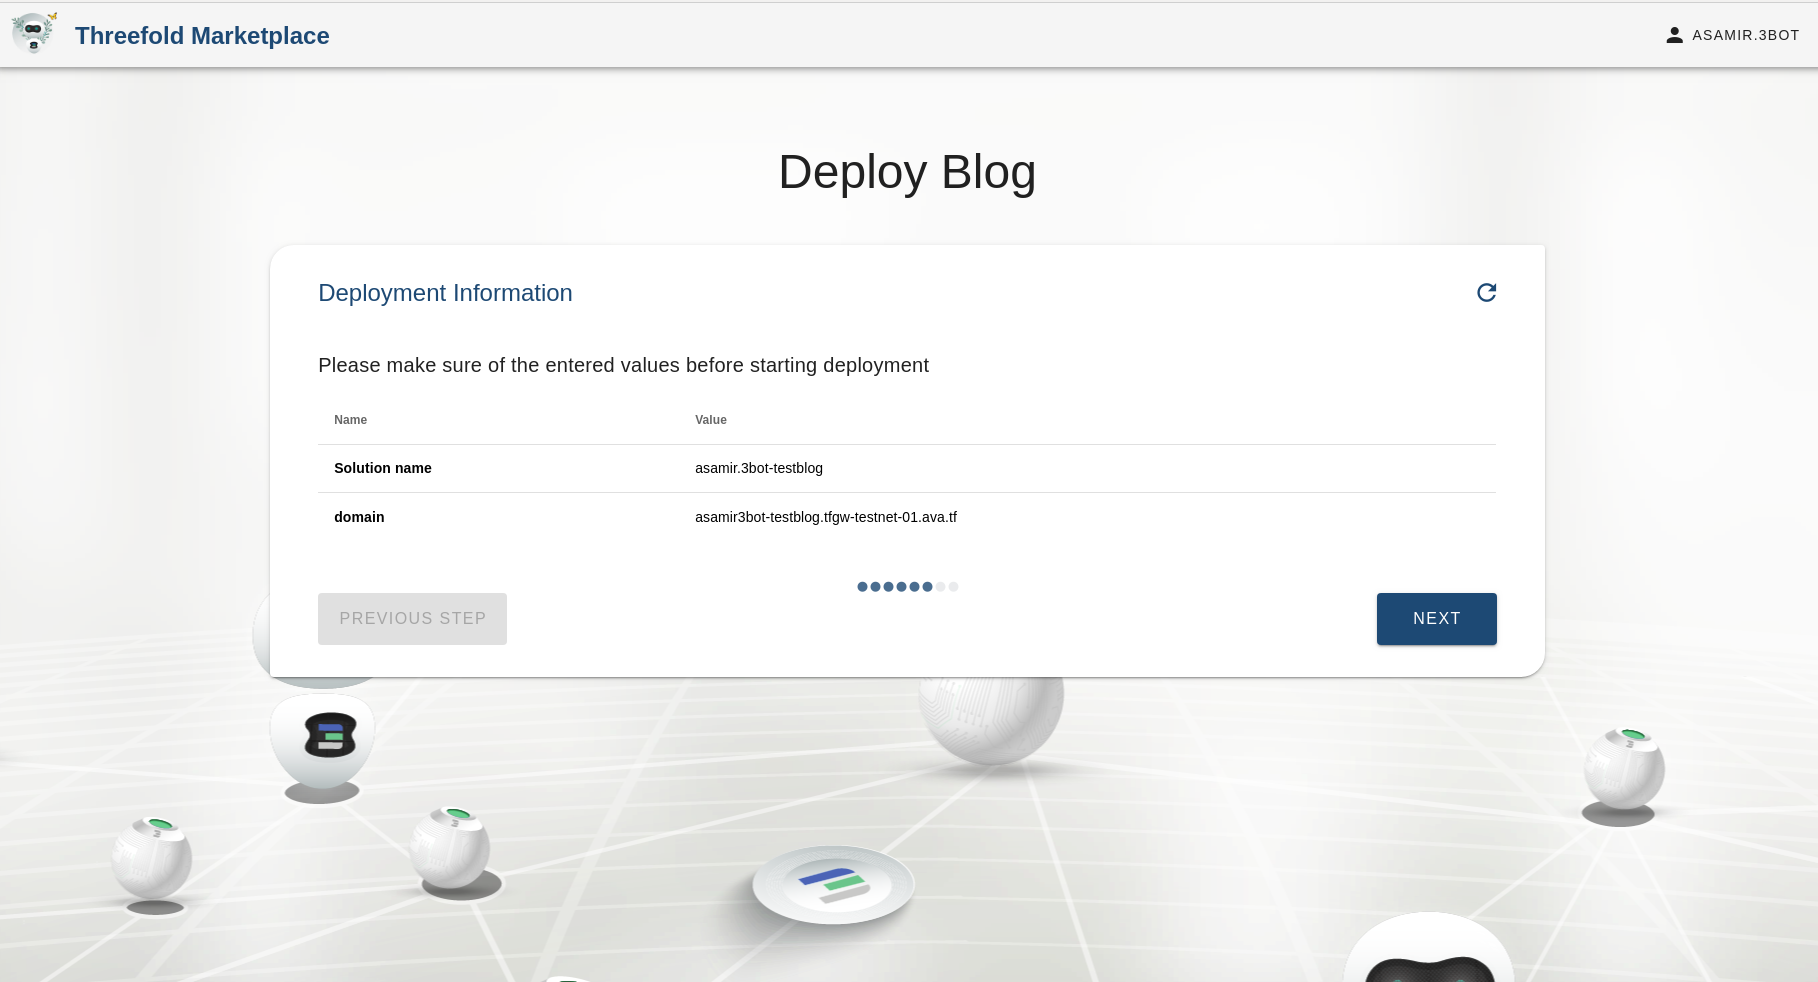 Threefold Marketplace
ASAMIR.3BOT
Deploy Blog
Deployment Information
Please make sure of the entered values before starting deployment
Name Value
Solution name asamir.3bot-testblog
domain asamir3bot-testblog.tfgw-testnet-01.ava.tf
PREVIOUS STEP
NEXT